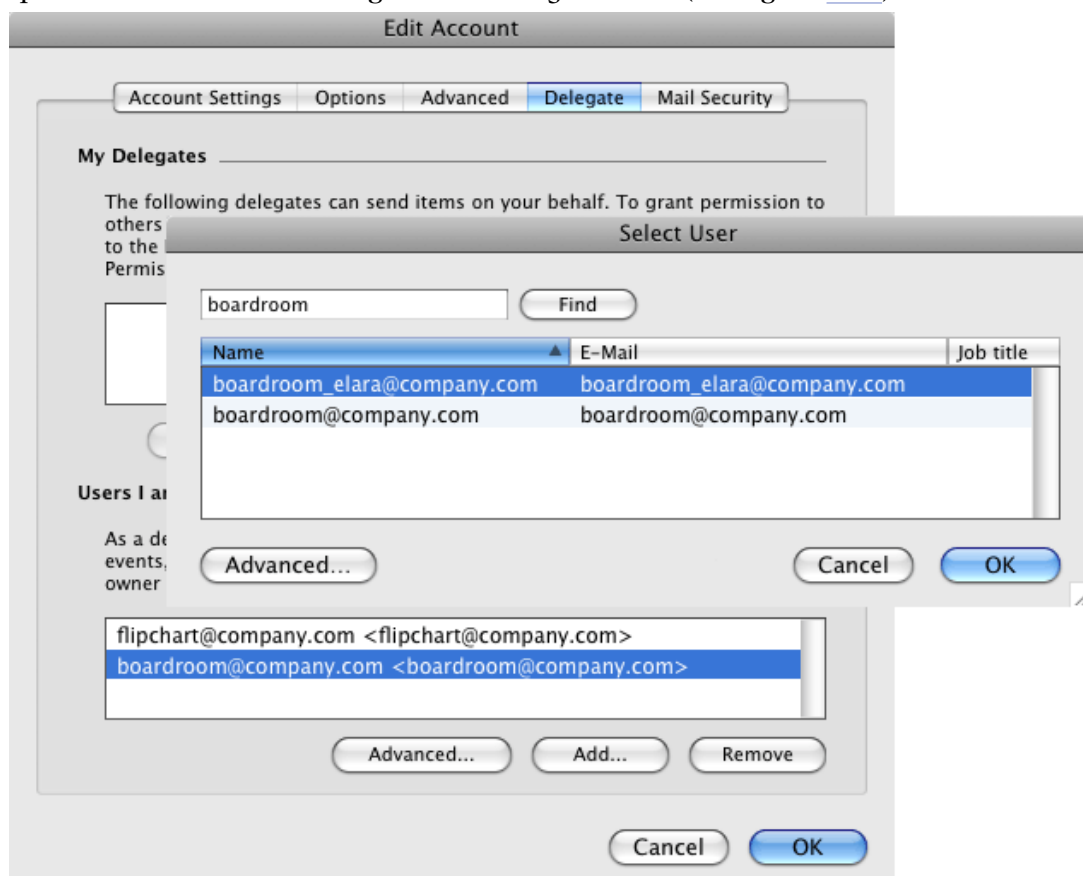 Edit Account
Account Settings Options Advanced Delegate Mail Security
My Delegates
The following delegates can send items on your behalf. To grant permission to
others
to the
Permis
Select User
boardroom Find
Name E-Mail Job title
boardroom_elara@company.com boardroom_elara@company.com
boardroom@company.com boardroom@company.com
Advanced... Cancel OK
Users I ar
As a de
events,
owner
flipchart@company.com <flipchart@company.com>
boardroom@company.com <boardroom@company.com>
Advanced... Add... Remove
Cancel OK